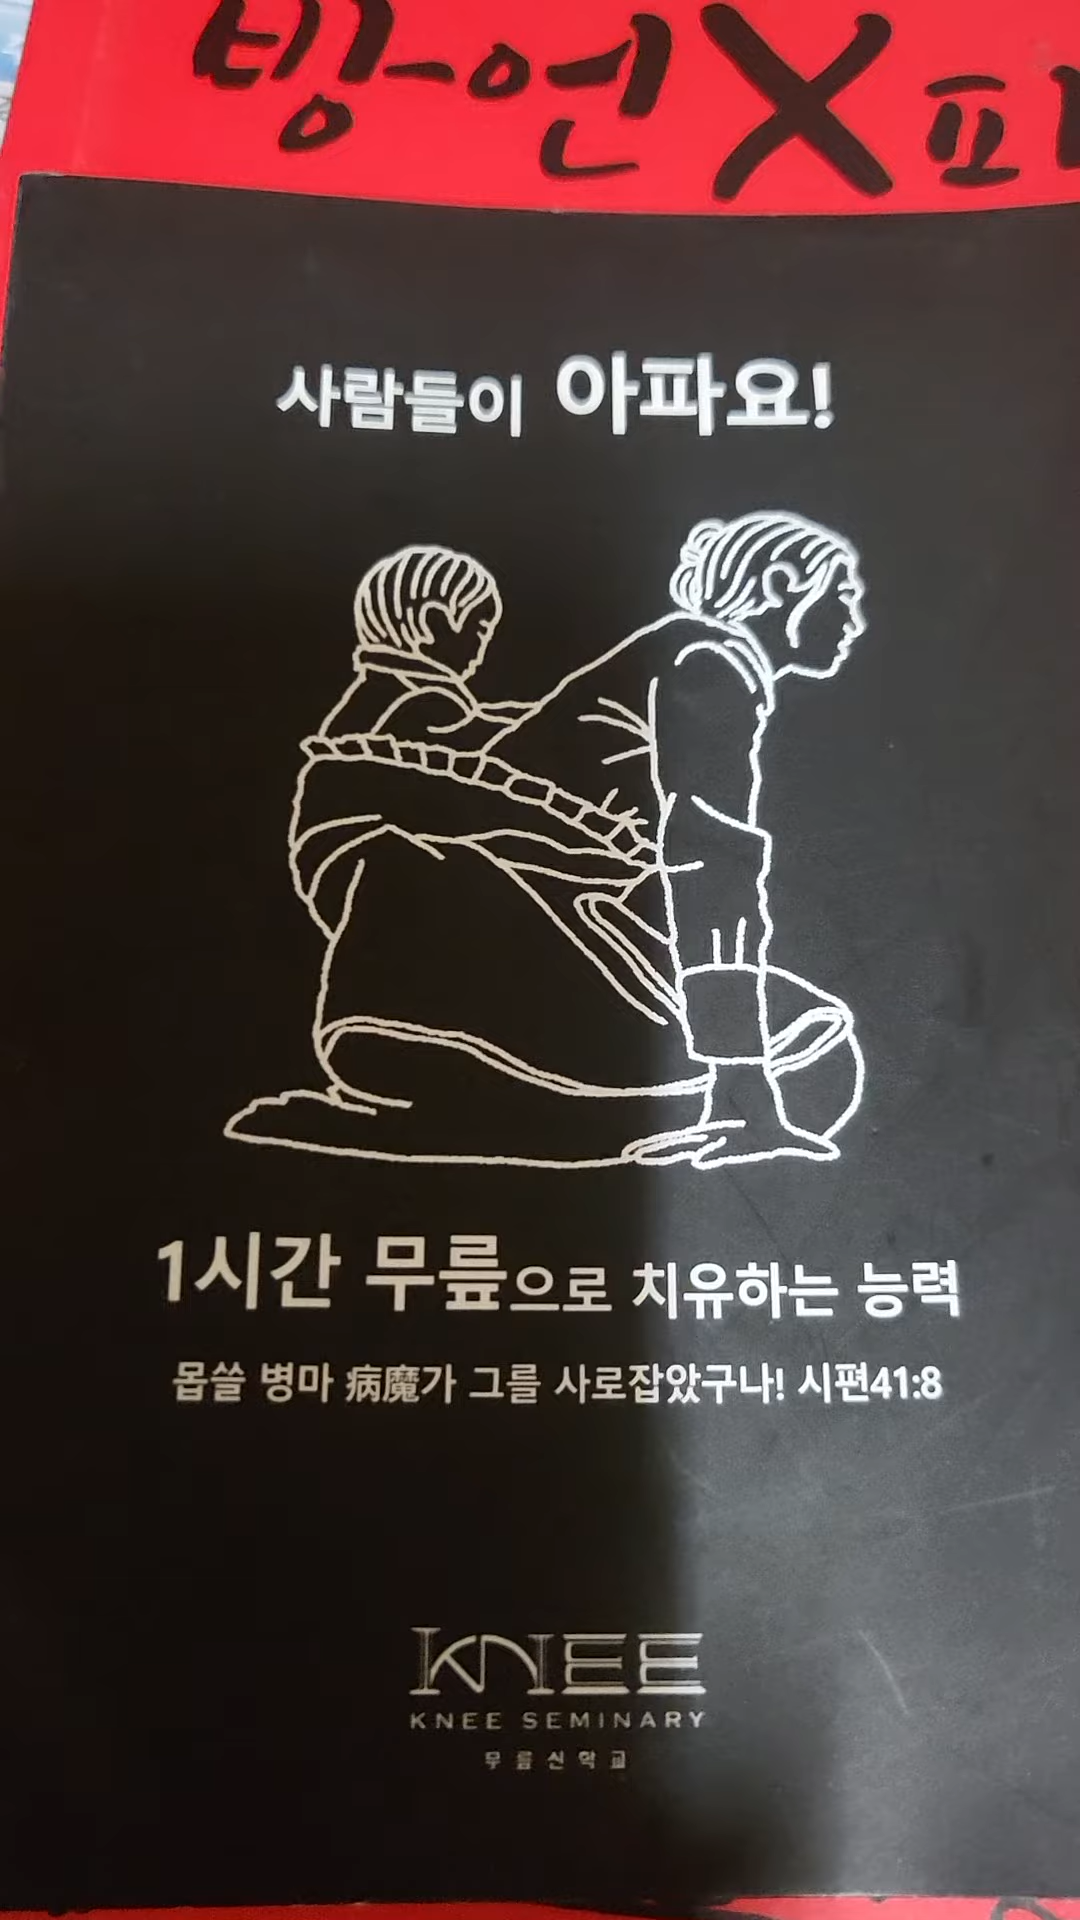 방언X파
사람들이 아파요!
1시간 무릎으로 치유하는 능력
몹쓸 병마 病魔가 그를 사로잡았구나! 시편41:8
KNEE
KNEE SEMINARY
무릎신학교